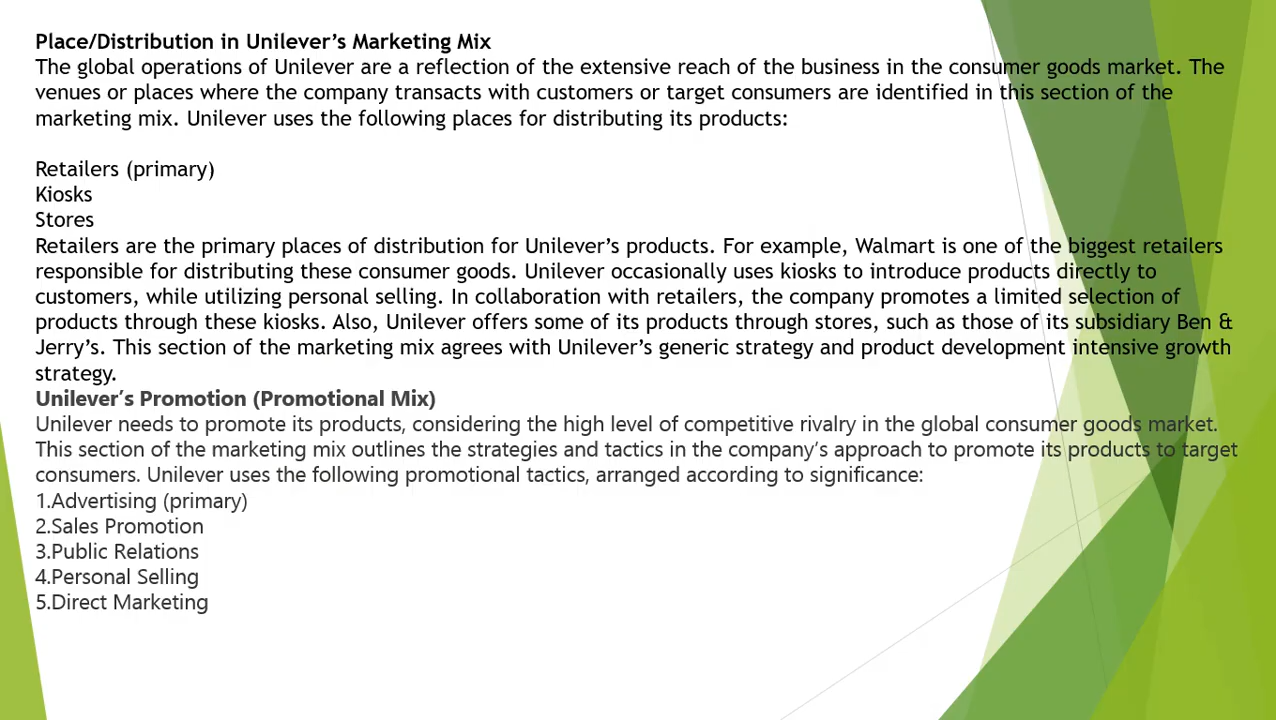 Place/Distribution in Unilever’s Marketing Mix
The global operations of Unilever are a reflection of the extensive reach of the business in the consumer goods market. The
venues or places where the company transacts with customers or target consumers are identified in this section of the
marketing mix. Unilever uses the following places for distributing its products:
Retailers (primary)
Kiosks
Stores
Retailers are the primary places of distribution for Unilever’s products. For example, Walmart is one of the biggest retailers
responsible for distributing these consumer goods. Unilever occasionally uses kiosks to introduce products directly to
customers, while utilizing personal selling. In collaboration with retailers, the company promotes a limited selection of
products through these kiosks. Also, Unilever offers some of its products through stores, such as those of its subsidiary Ben &
Jerry’s. This section of the marketing mix agrees with Unilever’s generic strategy and product development intensive growth
strategy.
Unilever’s Promotion (Promotional Mix)
Unilever needs to promote its products, considering the high level of competitive rivalry in the global consumer goods market.
This section of the marketing mix outlines the strategies and tactics in the company’s approach to promote its products to target
consumers. Unilever uses the following promotional tactics, arranged according to significance:
1.Advertising (primary)
2.Sales Promotion
3.Public Relations
4.Personal Selling
5.Direct Marketing